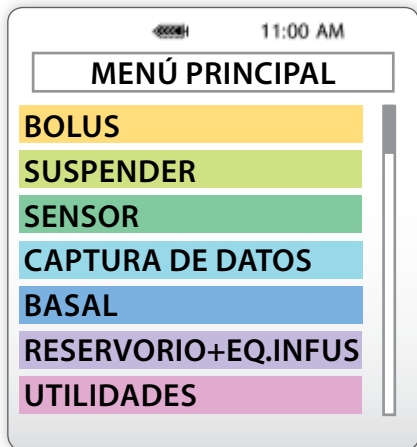 11:00 AM
MENÚ PRINCIPAL
BOLUS
SUSPENDER
SENSOR
CAPTURA DE DATOS
BASAL
RESERVORIO+EQ.INFUS
UTILIDADES